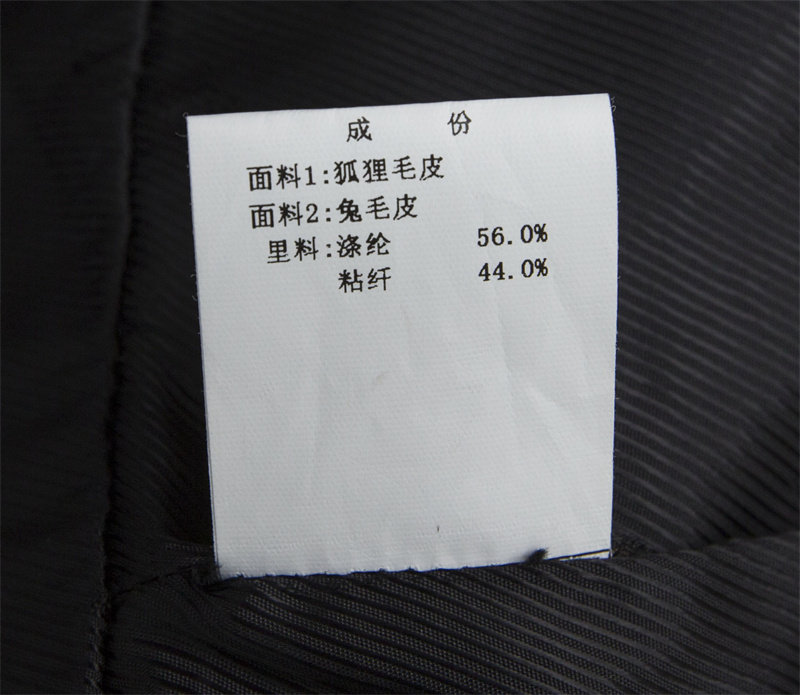 成 份
面料1:狐狸毛皮
面料2:兔毛皮
里料:涤纶 56.0%
粘纤 44.0%